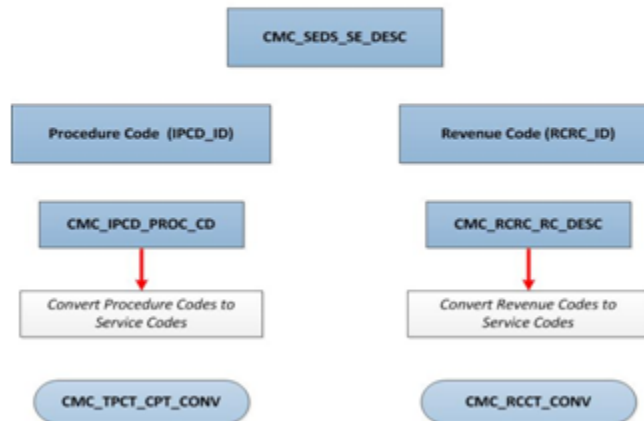 CMC_SEDS_SE_DESC
Procedure Code (IPCD_ID)
Revenue Code (RCRC_ID)
CMC_IPCD_PROC_CD
CMC_RCRC_RC_DESC
Convert Procedure Codes to
Service Codes
Convert Revenue Codes to
Service Codes
CMC_TPCT_CPT_CONV
CMC_RCCT_CONV